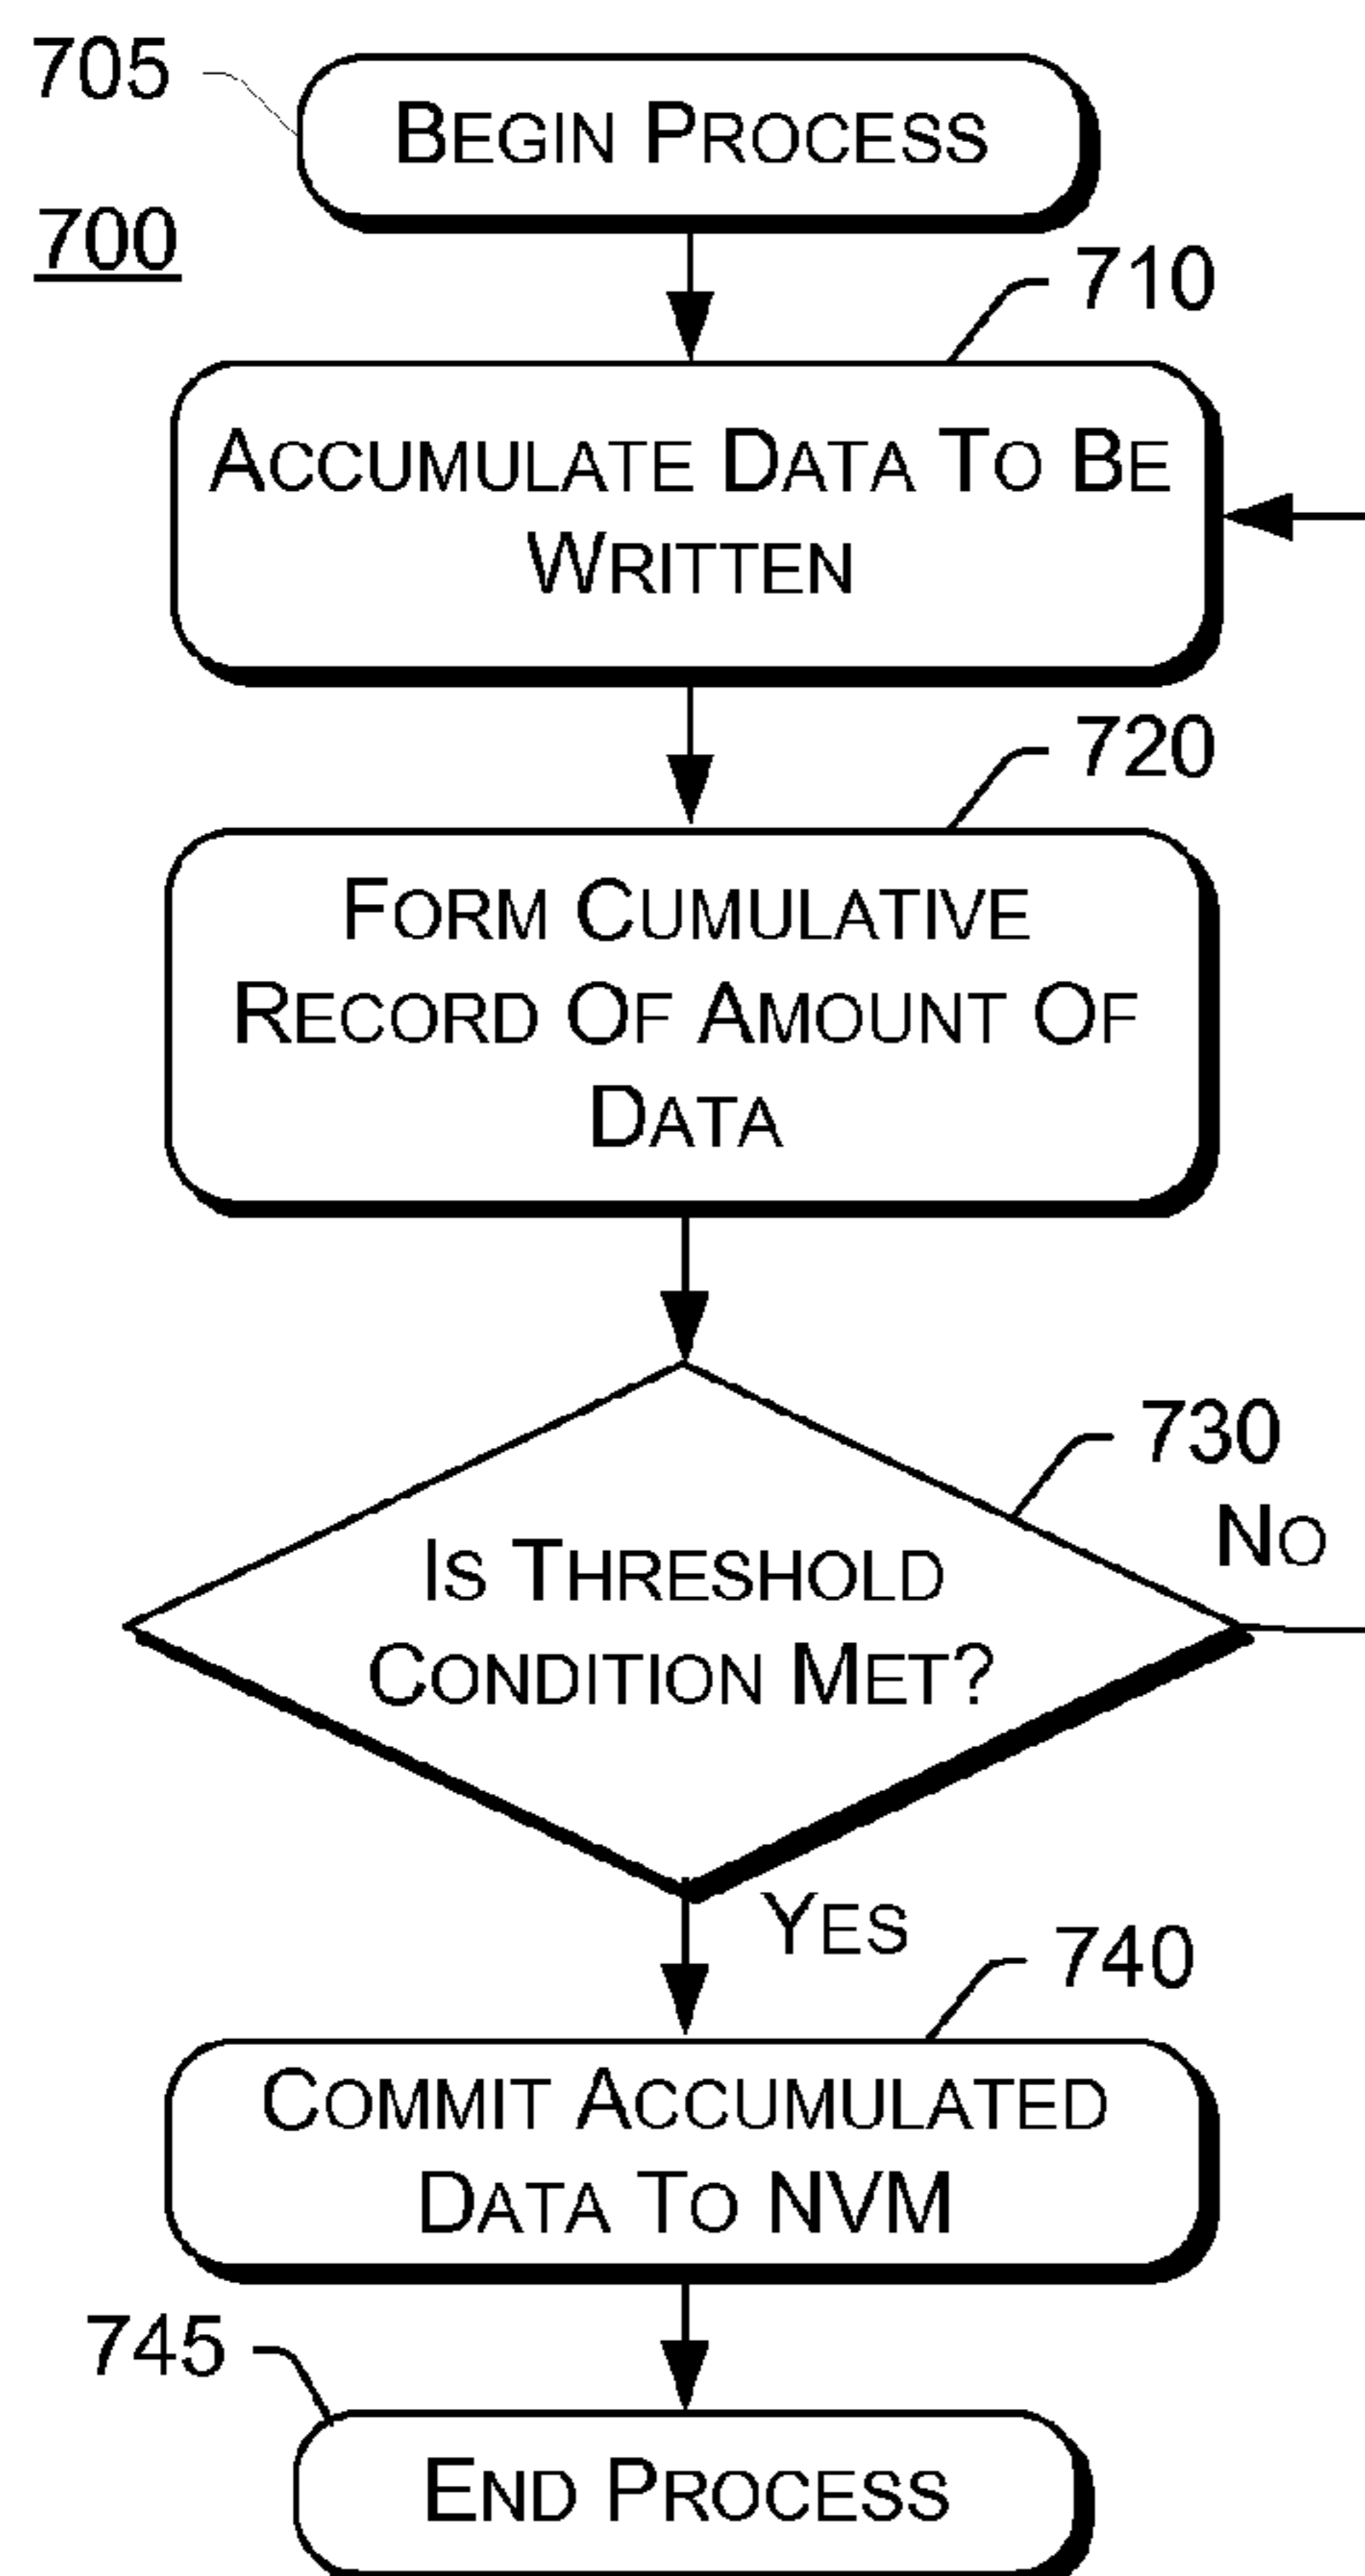 705
BEGIN PROCESS
700
710
ACCUMULATE DATA TO BE
WRITTEN
720
FORM CUMULATIVE
RECORD OF AMOUNT OF
DATA
730
NO
IS THRESHOLD
CONDITION MET?
YES
740
COMMIT ACCUMULATED
DATA TO NVM
745
END PROCESS